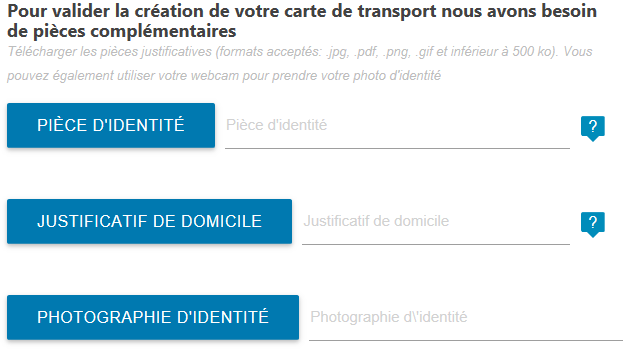 Pour valider la création de votre carte de transport nous avons besoin
de pièces complémentaires
Télécharger les pièces justificatives (formats acceptés: .jpg, .pdf, .png, .gif et inférieur à 500 ko). Vous
pouvez également utiliser votre webcam pour prendre votre photo d'identité
PIÈCE D'IDENTITÉ Pièce d'identité ?
JUSTIFICATIF DE DOMICILE Justificatif de domicile ?
PHOTOGRAPHIE D'IDENTITÉ Photographie d\'identité